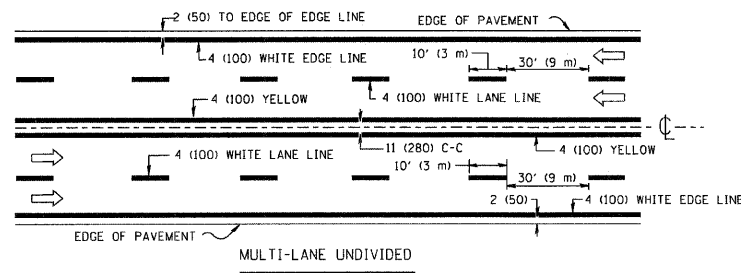 2 (50) TO EDGE OF EDGE LINE
EDGE OF PAVEMENT
4 (100) WHITE EDGE LINE
10' (3 m)
30' (9 m)
4 (100) YELLOW
4 (100) WHITE LANE LINE
℄
11 (280) C-C
4 (100) YELLOW
4 (100) WHITE LANE LINE
10' (3 m)
30' (9 m)
2 (50)
4 (100) WHITE EDGE LINE
EDGE OF PAVEMENT
MULTI-LANE UNDIVIDED